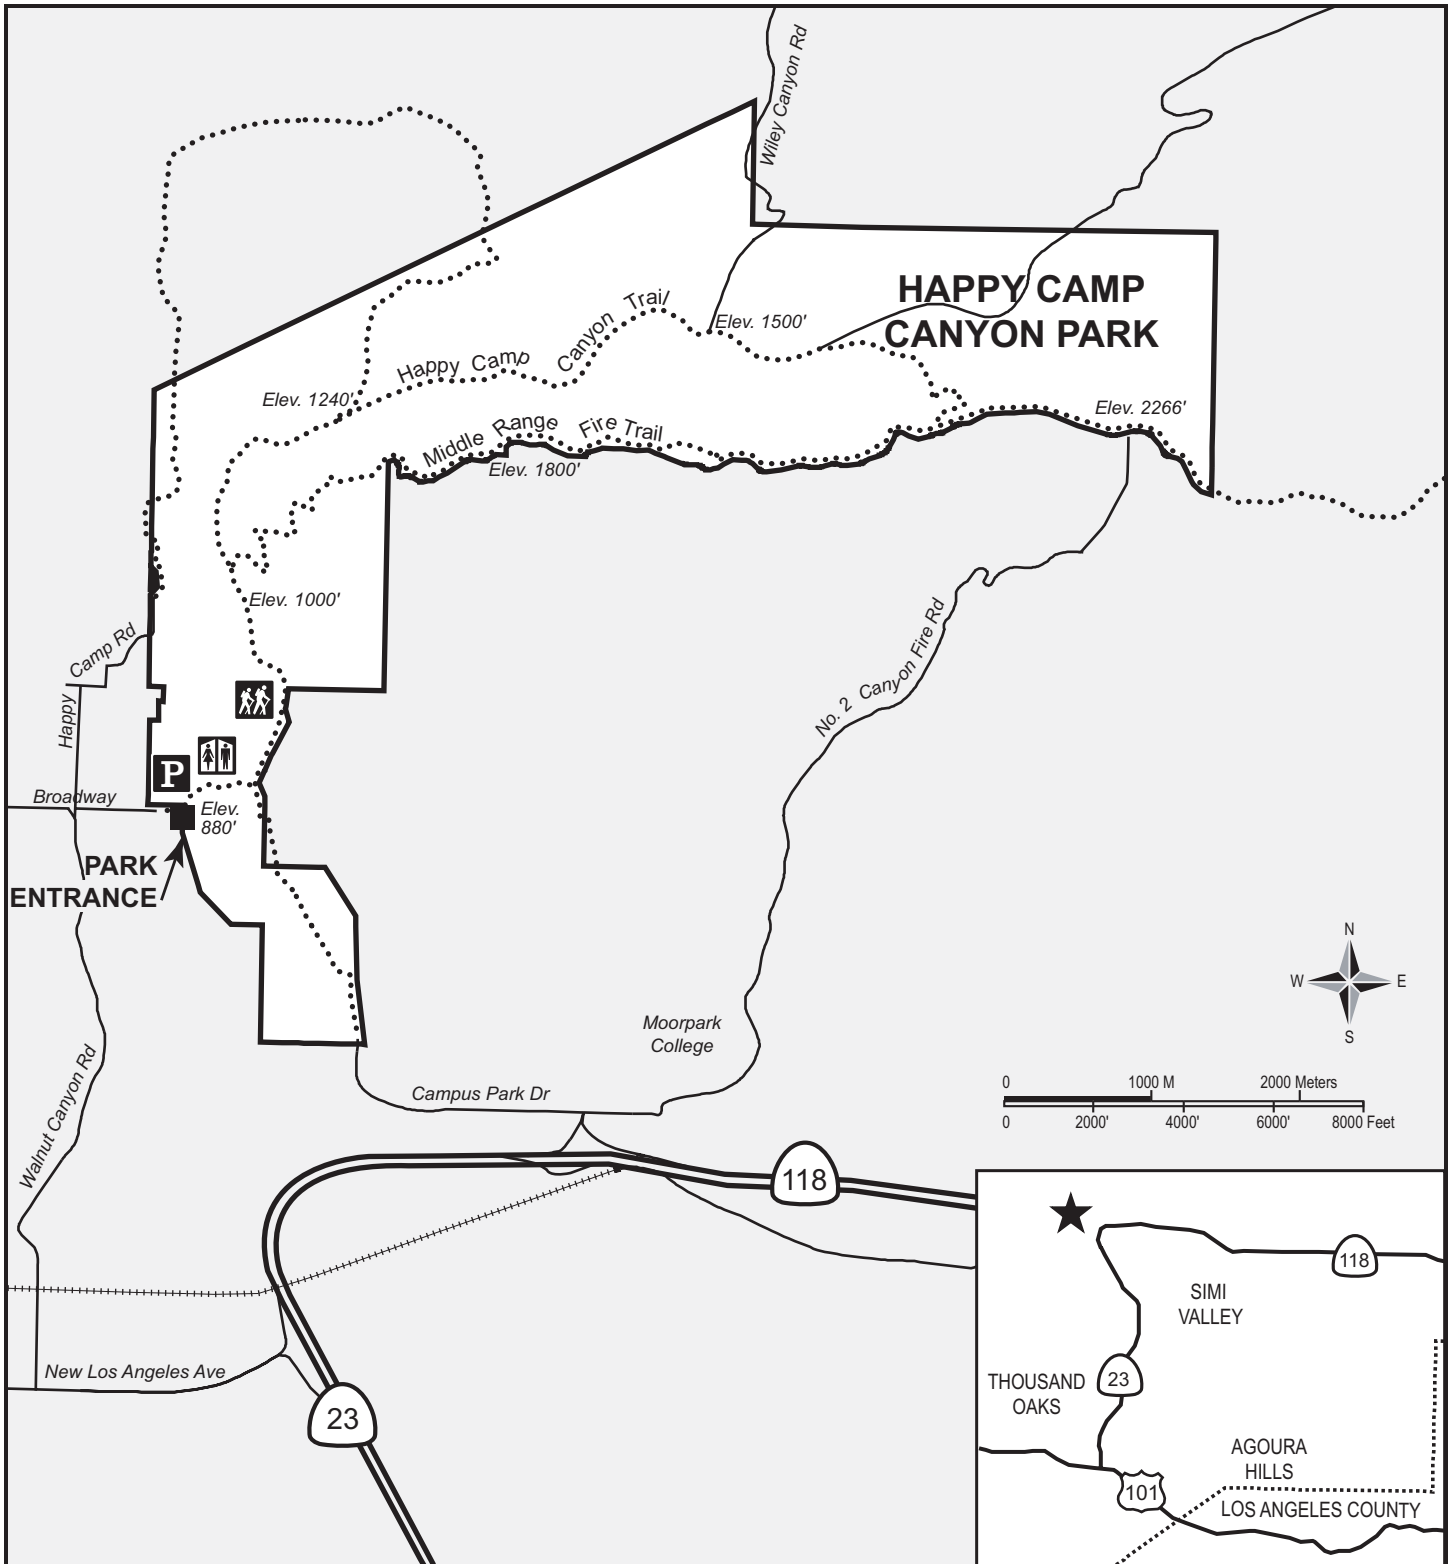 Wiley Canyon Rd
HAPPY CAMP
CANYON PARK
Happy Camp Canyon Trail
Elev. 1500'
Elev. 1240'
Elev. 2266'
Middle Range Fire Trail
Elev. 1800'
Elev. 1000'
Happy Camp Rd
No. 2 Canyon Fire Rd
P
Broadway
Elev.
880'
PARK
ENTRANCE
N
W E
S
Moorpark
College
Walnut Canyon Rd
Campus Park Dr
0 1000 M 2000 Meters
0 2000' 4000' 6000' 8000 Feet
118
New Los Angeles Ave
23
118
SIMI
VALLEY
23
THOUSAND
OAKS
AGOURA
HILLS
101
LOS ANGELES COUNTY